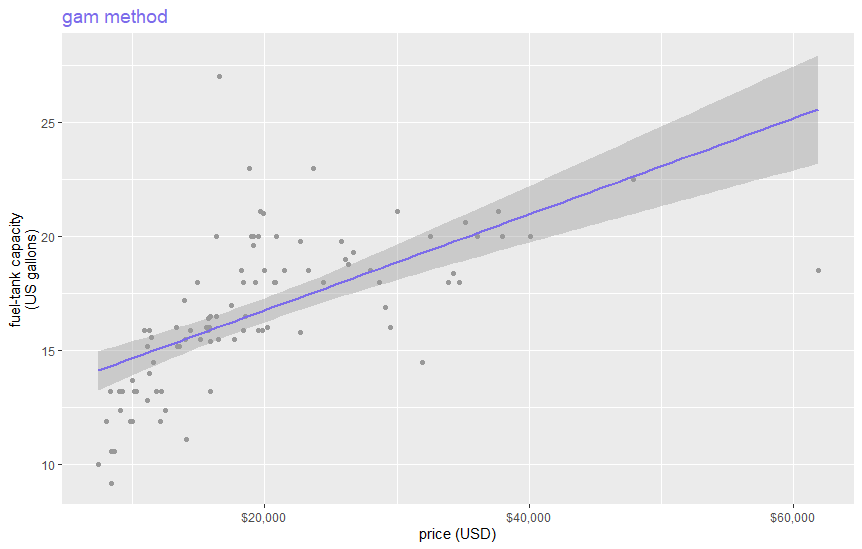 gam method
25
20
15
10
fuel-tank capacity
(US gallons)
$20,000
$40,000
$60,000
price (USD)